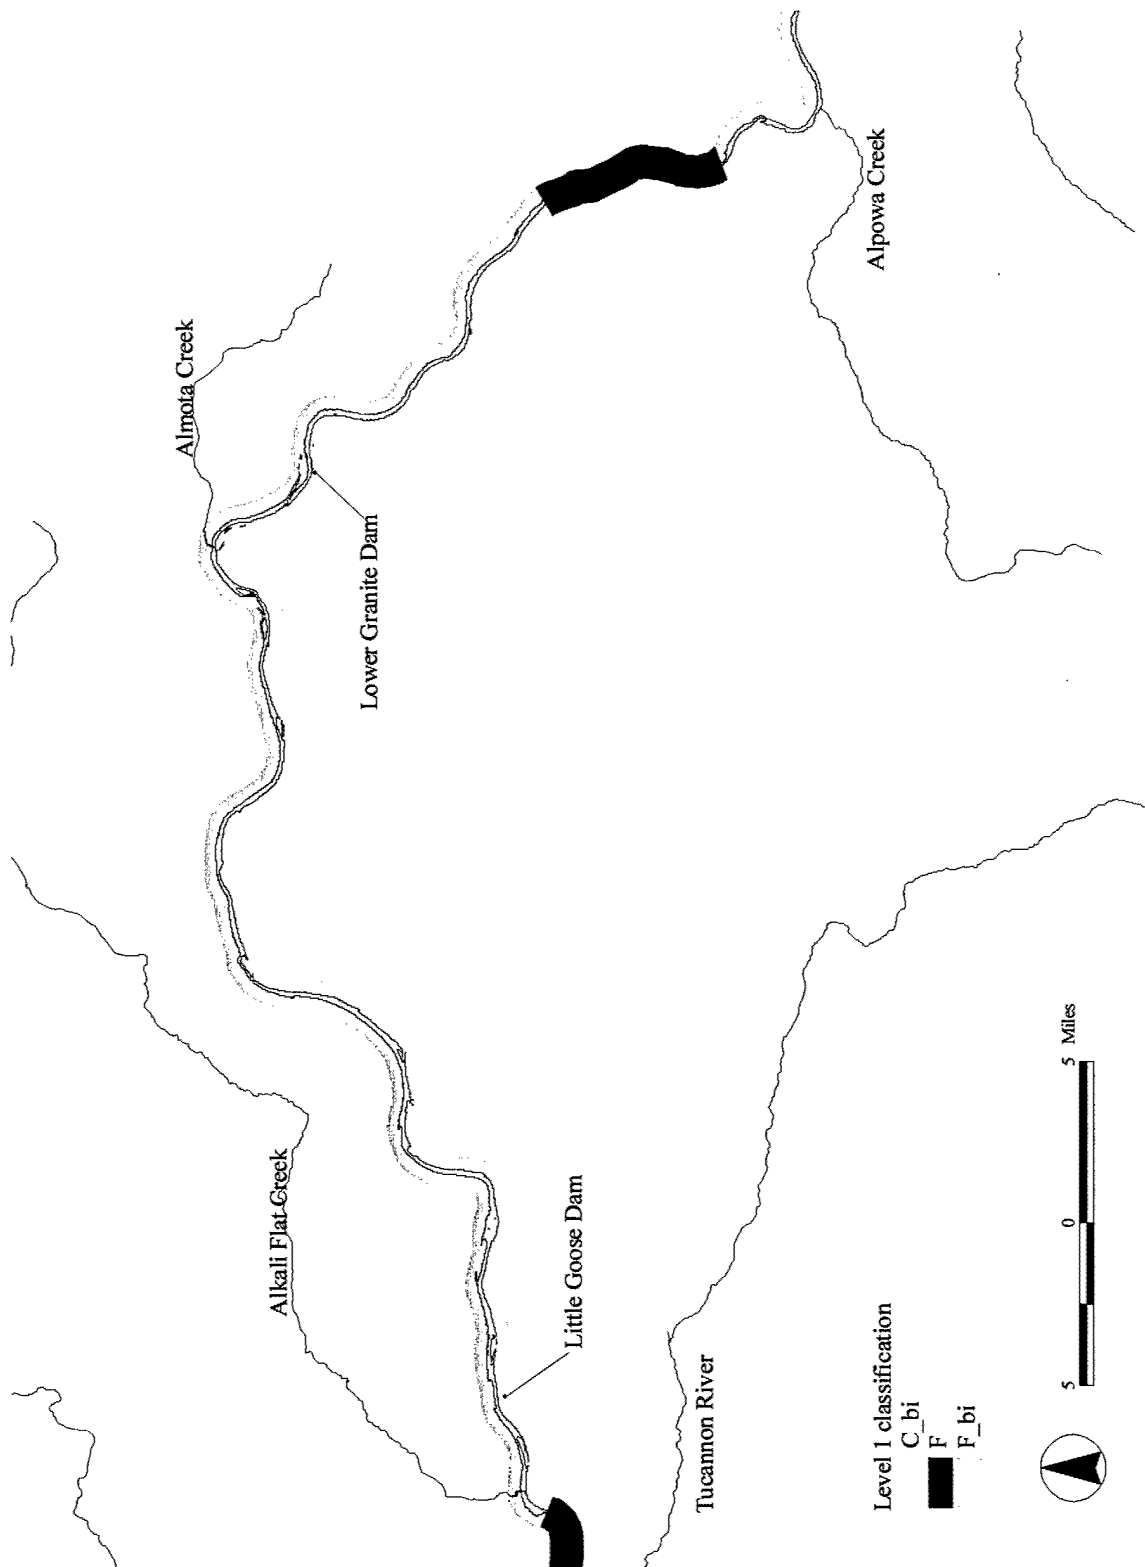 Almota Creek
Alpowa Creek
Lower Granite Dam
Alkali Flat Creek
Little Goose Dam
Tucannon River
Level 1 classification
C_bi
F
F_bi
5 0 5 Miles